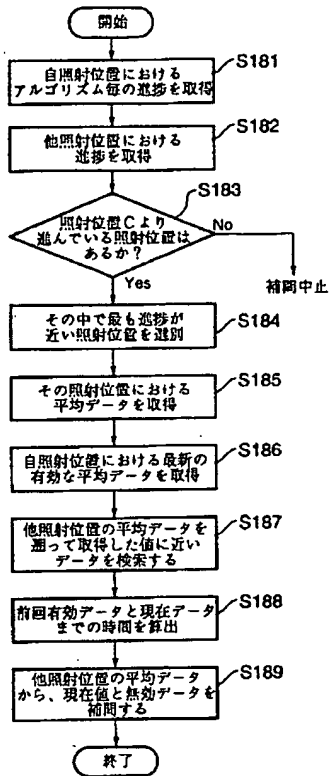 開始
S181
自照射位置における
アルゴリズム毎の進捗を取得
S182
他照射位置における
進捗を取得
S183
照射位置Cより
進んでいる照射位置は
あるか?
No
Yes
補間中止
S184
その中で最も進捗が
近い照射位置を選別
S185
その照射位置における
平均データを取得
S186
自照射位置における最新の
有効な平均データを取得
S187
他照射位置の平均データを
遡って取得した値に近い
データを検索する
S188
前回有効データと現在データ
までの時間を算出
S189
他照射位置の平均データ
から、現在値と無効データを
補間する
終了